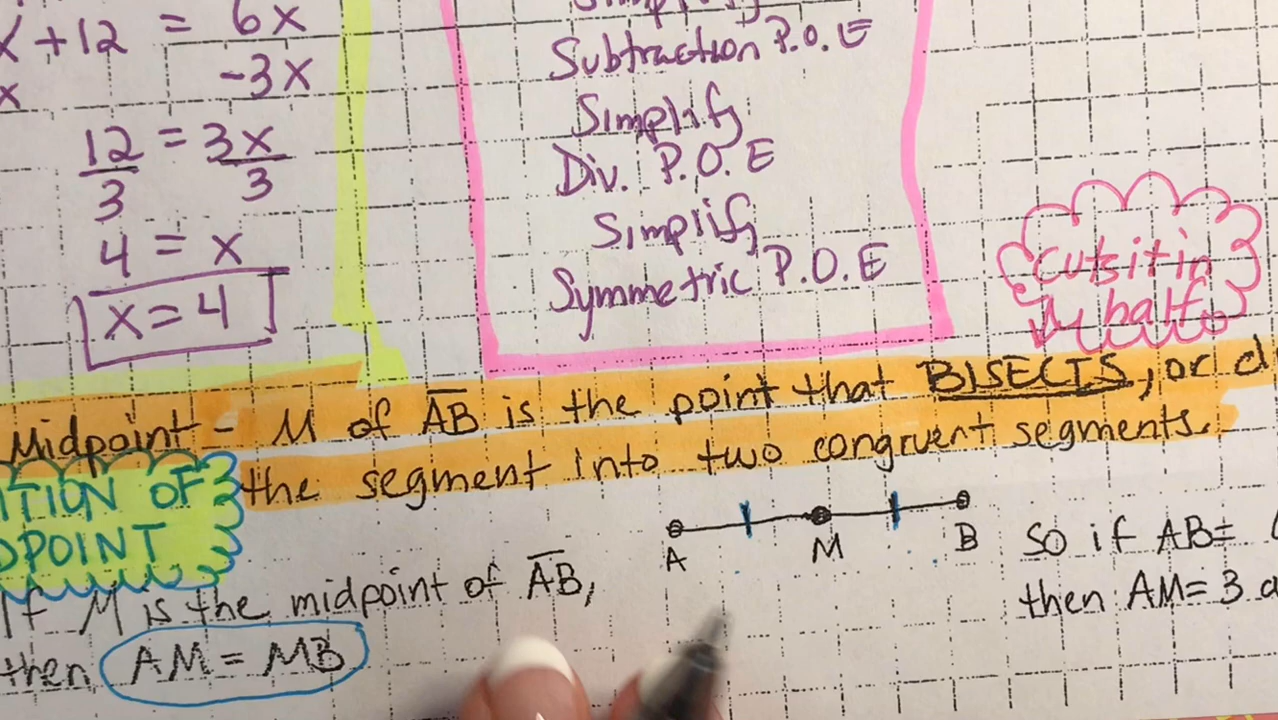 +12 = 6x
x -3x
12 = 3x
3 3
4 = x
x = 4
Simplify
Subtraction P.O.E
Simplify
Div. P.O.E
Simplify
Symmetric P.O.E
cuts it in
half
Midpoint - M of AB is the point that BISECTS, or
the segment into two congruent segments.
ITION OF
DPOINT
If M is the midpoint of AB,
then AM = MB
A M B
So if AB =
then AM = 3